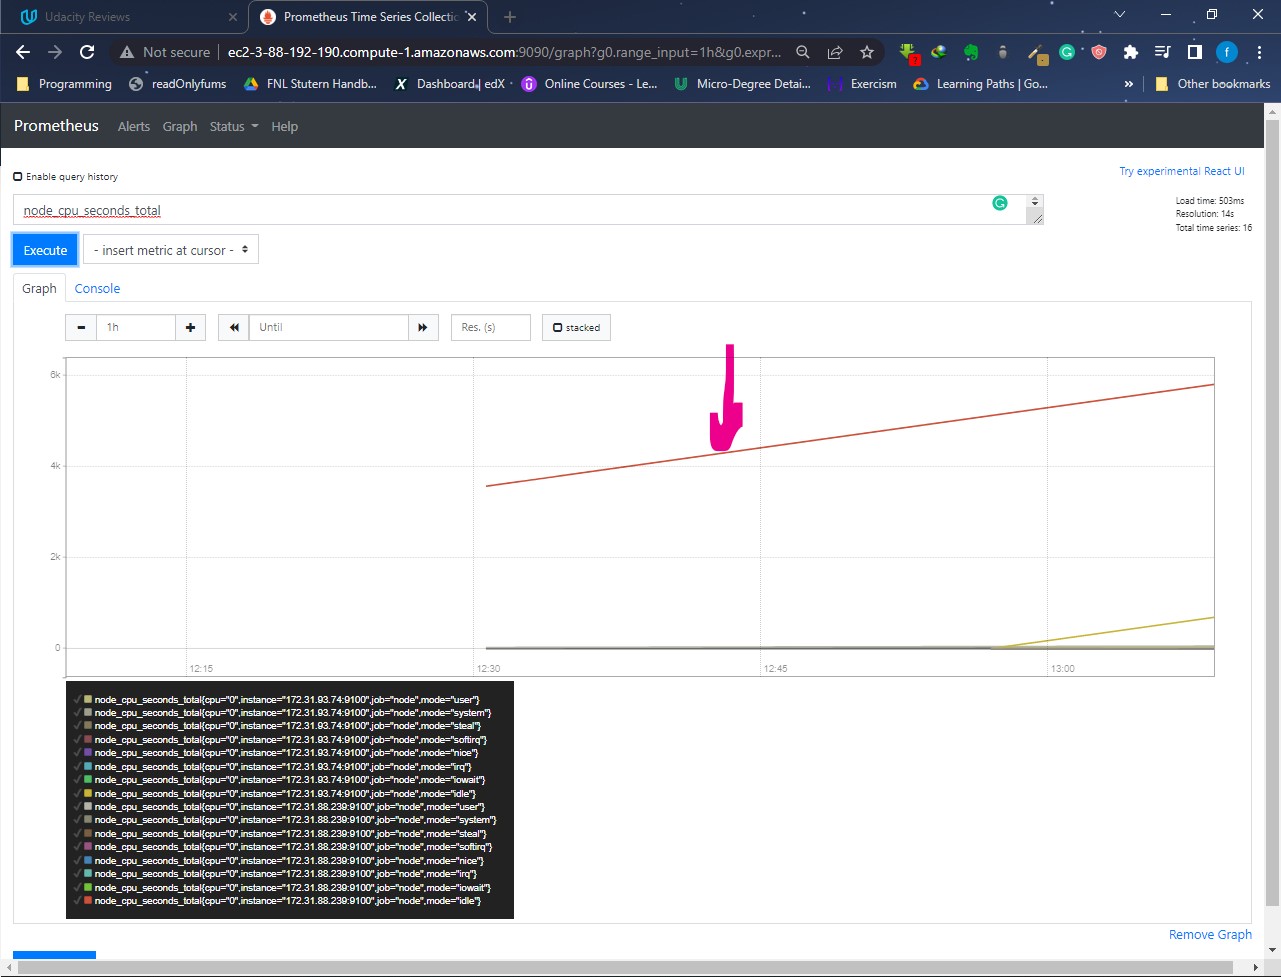 Udacity Reviews
Prometheus Time Series Collectio
Not secure
ec2-3-88-192-190.compute-1.amazonaws.com:9090/graph?g0.range_input=1h&g0.expr...
Programming
readOnlyfums
FNL Stutern Handb...
Dashboard | edX
Online Courses - Le...
Micro-Degree Detai...
Exercism
Learning Paths | Go...
»
Other bookmarks
Prometheus
Alerts
Graph
Status
Help
Enable query history
Try experimental React UI
node_cpu_seconds_total
Load time: 503ms
Resolution: 14s
Total time series: 16
Execute
- insert metric at cursor -
Graph
Console
1h
Until
Res. (s)
stacked
6k
4k
2k
0
12:15
12:30
12:45
13:00
node_cpu_seconds_total{cpu="0",instance="172.31.93.74:9100",job="node",mode="user"}
node_cpu_seconds_total{cpu="0",instance="172.31.93.74:9100",job="node",mode="system"}
node_cpu_seconds_total{cpu="0",instance="172.31.93.74:9100",job="node",mode="steal"}
node_cpu_seconds_total{cpu="0",instance="172.31.93.74:9100",job="node",mode="softirq"}
node_cpu_seconds_total{cpu="0",instance="172.31.93.74:9100",job="node",mode="nice"}
node_cpu_seconds_total{cpu="0",instance="172.31.93.74:9100",job="node",mode="irq"}
node_cpu_seconds_total{cpu="0",instance="172.31.93.74:9100",job="node",mode="iowait"}
node_cpu_seconds_total{cpu="0",instance="172.31.93.74:9100",job="node",mode="idle"}
node_cpu_seconds_total{cpu="0",instance="172.31.88.239:9100",job="node",mode="user"}
node_cpu_seconds_total{cpu="0",instance="172.31.88.239:9100",job="node",mode="system"}
node_cpu_seconds_total{cpu="0",instance="172.31.88.239:9100",job="node",mode="steal"}
node_cpu_seconds_total{cpu="0",instance="172.31.88.239:9100",job="node",mode="softirq"}
node_cpu_seconds_total{cpu="0",instance="172.31.88.239:9100",job="node",mode="nice"}
node_cpu_seconds_total{cpu="0",instance="172.31.88.239:9100",job="node",mode="irq"}
node_cpu_seconds_total{cpu="0",instance="172.31.88.239:9100",job="node",mode="iowait"}
node_cpu_seconds_total{cpu="0",instance="172.31.88.239:9100",job="node",mode="idle"}
Remove Graph